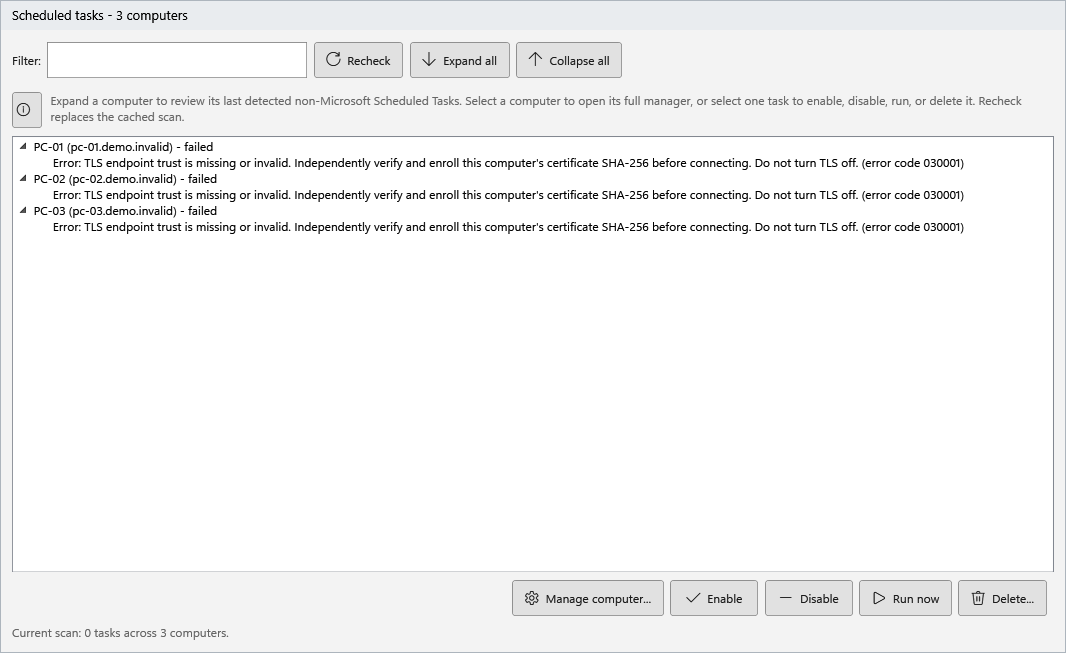 Scheduled tasks - 3 computers
Filter:
Recheck
Expand all
Collapse all
Expand a computer to review its last detected non-Microsoft Scheduled Tasks. Select a computer to open its full manager, or select one task to enable, disable, run, or delete it. Recheck
replaces the cached scan.
PC-01 (pc-01.demo.invalid) - failed
Error: TLS endpoint trust is missing or invalid. Independently verify and enroll this computer's certificate SHA-256 before connecting. Do not turn TLS off. (error code 030001)
PC-02 (pc-02.demo.invalid) - failed
Error: TLS endpoint trust is missing or invalid. Independently verify and enroll this computer's certificate SHA-256 before connecting. Do not turn TLS off. (error code 030001)
PC-03 (pc-03.demo.invalid) - failed
Error: TLS endpoint trust is missing or invalid. Independently verify and enroll this computer's certificate SHA-256 before connecting. Do not turn TLS off. (error code 030001)
Manage computer...
Enable
Disable
Run now
Delete...
Current scan: 0 tasks across 3 computers.